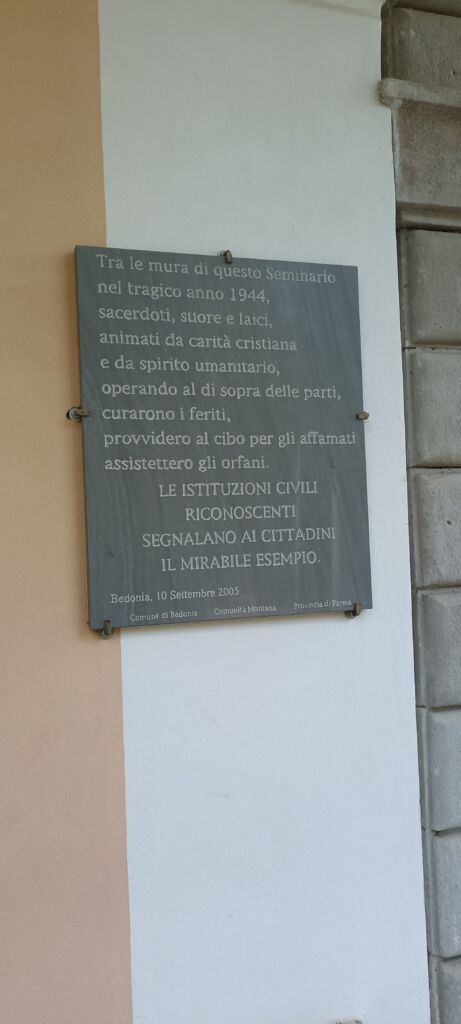 Tra le mura di questo Seminario
nel tragico anno 1944,
sacerdoti, suore e laici,
animati da carità cristiana
e da spirito umanitario,
operando al di sopra delle parti,
curarono i feriti,
provvidero al cibo per gli affamati
assistettero gli orfani.
LE ISTITUZIONI CIVILI
RICONOSCENTI
SEGNALANO AI CITTADINI
IL MIRABILE ESEMPIO.
Bedonia, 10 Settembre 2005
Comune di Bedonia Comunità Montana Provincia di Parma